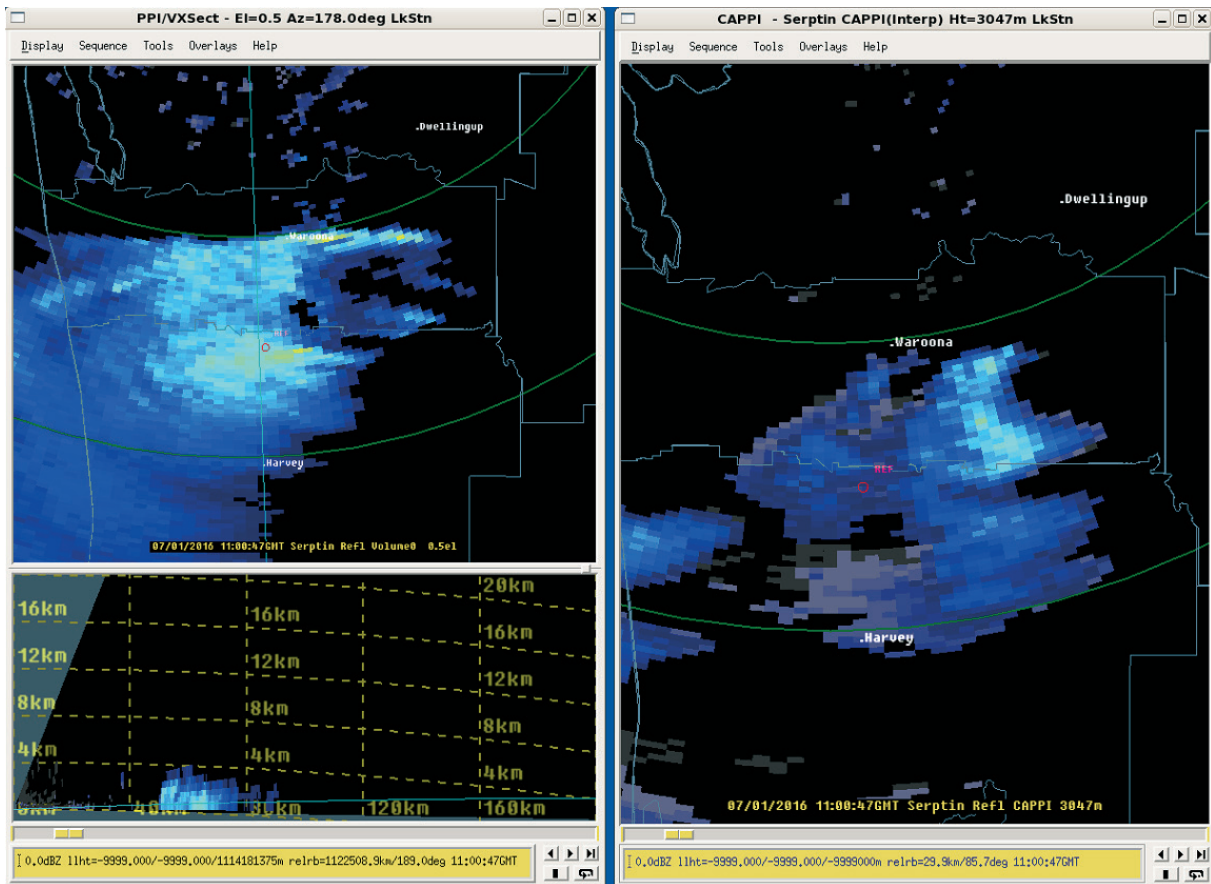 PPI/VXSect - El=0.5 Az=178.0deg LkStn
Display Sequence Tools Overlays Help
.Dwellingup
.Waroona
.Harvey
07/01/2016 11:00:47GMT Serptin Refl Volume0 0.5el
20km
16km
16km
16km
12km
12km
12km
8km
8km
8km
4km
4km
4km
120km
160km
0.0dBZ llht=-9999.000/-9999.000/1114181375m relrb=1122508.9km/189.0deg 11:00:47GMT
CAPPI - Serptin CAPPI(Interp) Ht=3047m LkStn
Display Sequence Tools Overlays Help
.Dwellingup
.Waroona
REF
.Harvey
07/01/2016 11:00:47GMT Serptin Refl CAPPI 3047m
0.0dBZ llht=-9999.000/-9999.000/-9999000m relrb=29.9km/85.7deg 11:00:47GMT